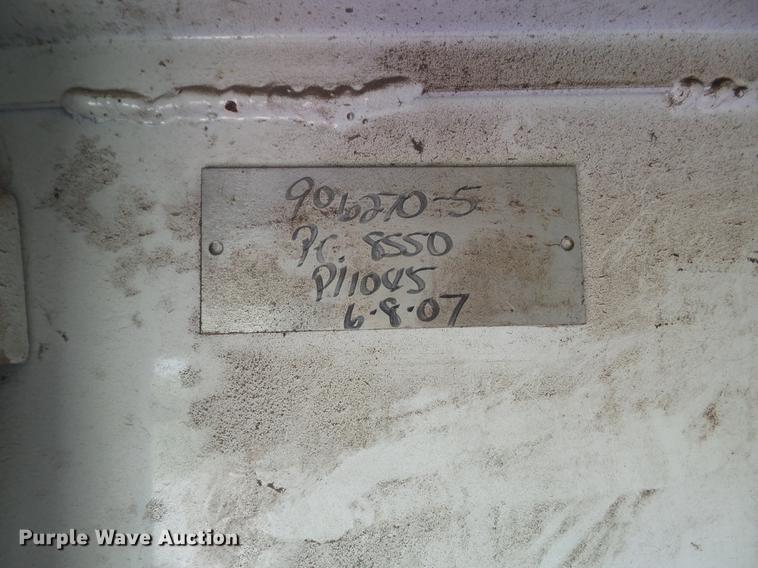 906270-5
Pc. 8550
P11045
6-8-07
Purple Wave Auction